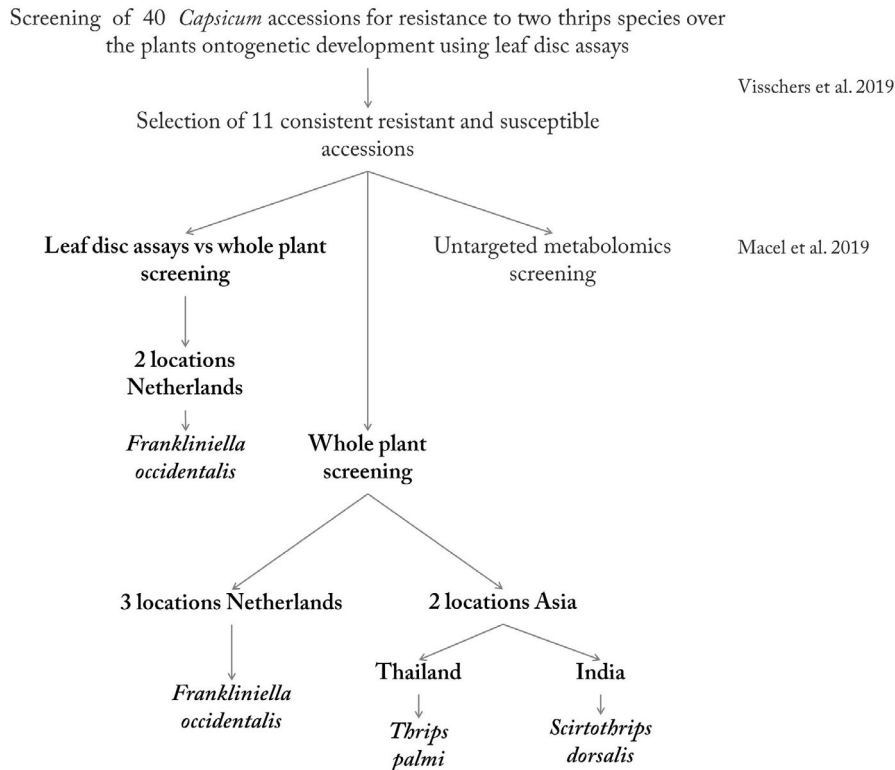 Screening of 40 Capsicum accessions for resistance to two thrips species over
the plants ontogenetic development using leaf disc assays
Visschers et al. 2019
Selection of 11 consistent resistant and susceptible
accessions
Leaf disc assays vs whole plant
screening
Untargeted metabolomics
screening
Macel et al. 2019
2 locations
Netherlands
Frankliniella
occidentalis
Whole plant
screening
3 locations Netherlands
2 locations Asia
Frankliniella
occidentalis
Thailand
India
Thrips
palmi
Scirtothrips
dorsalis